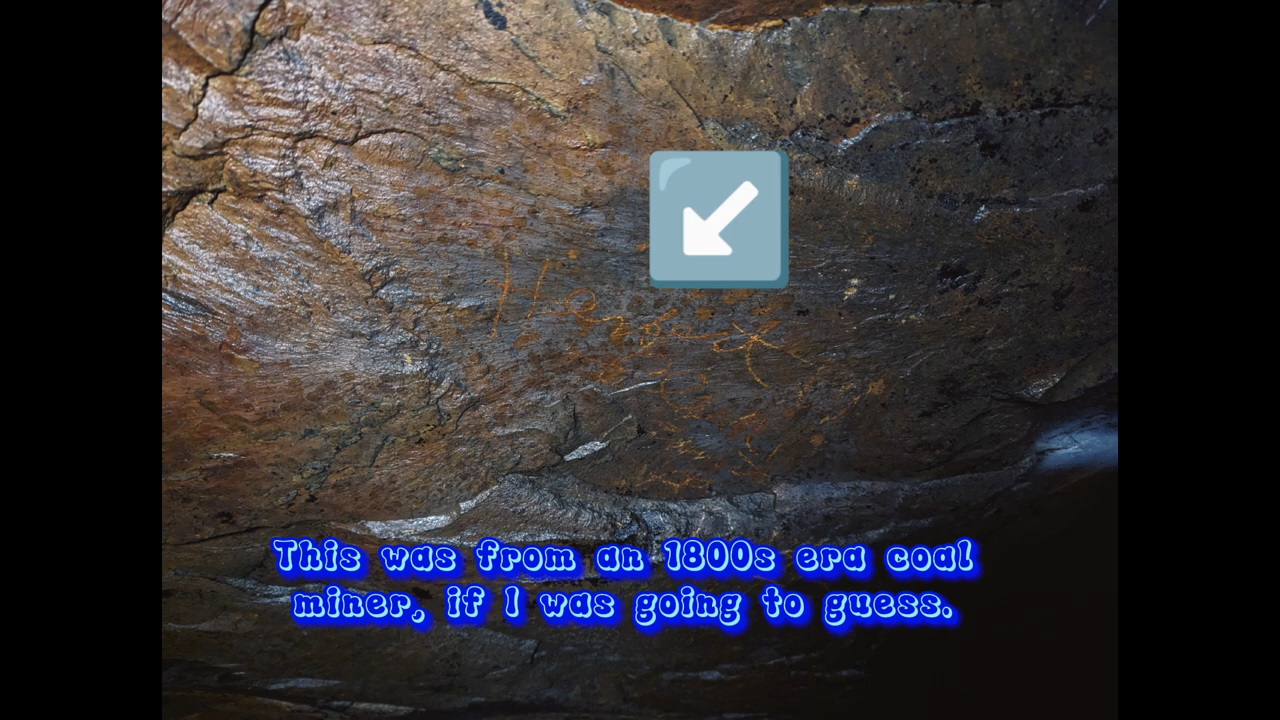 This was from an 1800s era coal
miner, if I was going to guess.